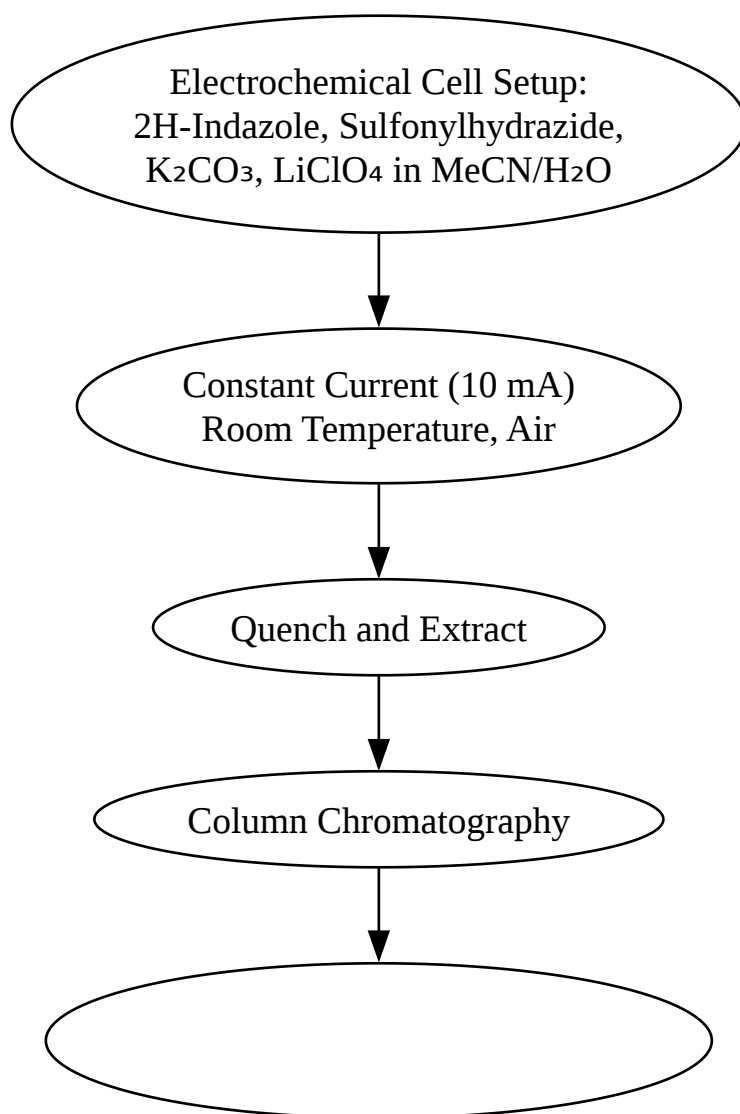 Electrochemical Cell Setup:
2H-Indazole, Sulfonylhydrazide,
K₂CO₃, LiClO₄ in MeCN/H₂O
Constant Current (10 mA)
Room Temperature, Air
Quench and Extract
Column Chromatography